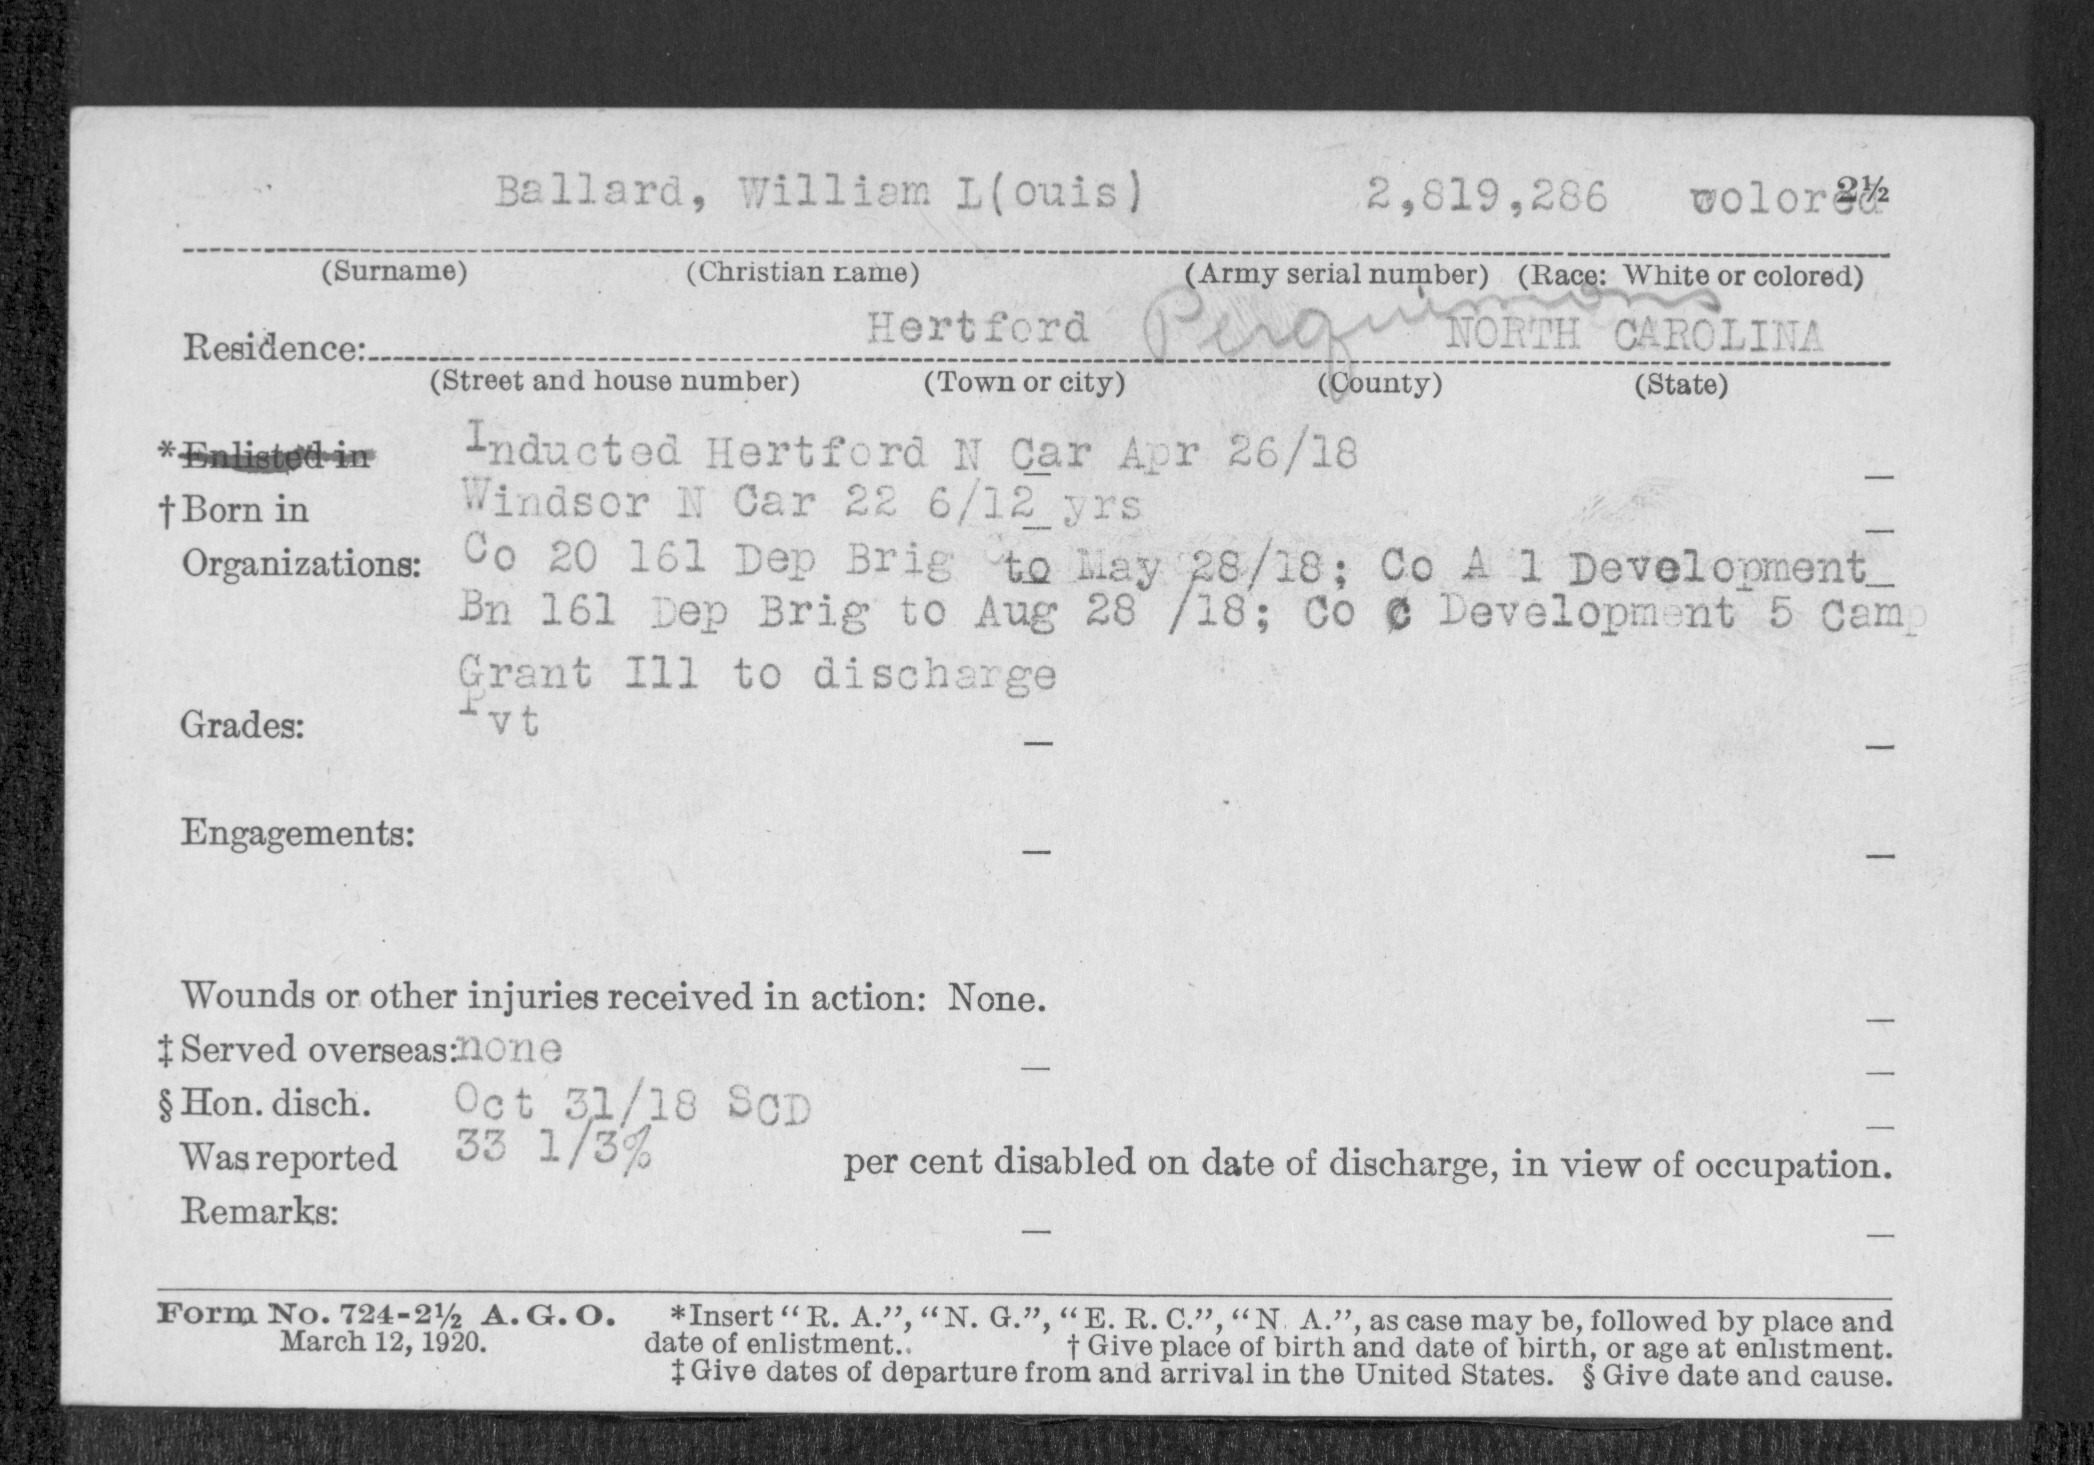 Ballard, William L(ouis) 2,819,286 colored 2½
(Surname) (Christian name) (Army serial number) (Race: White or colored)
Residence: Hertford Perquimans NORTH CAROLINA
(Street and house number) (Town or city) (County) (State)
*Enlisted in Inducted Hertford N Car Apr 26/18
†Born in Windsor N Car 22 6/12 yrs
Organizations: Co 20 161 Dep Brig to May 28/18; Co A 1 Development
Bn 161 Dep Brig to Aug 28 /18; Co C Development 5 Camp
Grant Ill to discharge
Grades: Pvt
Engagements:
Wounds or other injuries received in action: None.
‡Served overseas: none
§Hon. disch. Oct 31/18 SCD
Was reported 33 1/3% per cent disabled on date of discharge, in view of occupation.
Remarks:
Form No. 724-2½ A.G.O. *Insert "R. A.", "N. G.", "E. R. C.", "N. A.", as case may be, followed by place and
March 12, 1920. date of enlistment. †Give place of birth and date of birth, or age at enlistment.
‡Give dates of departure from and arrival in the United States. §Give date and cause.